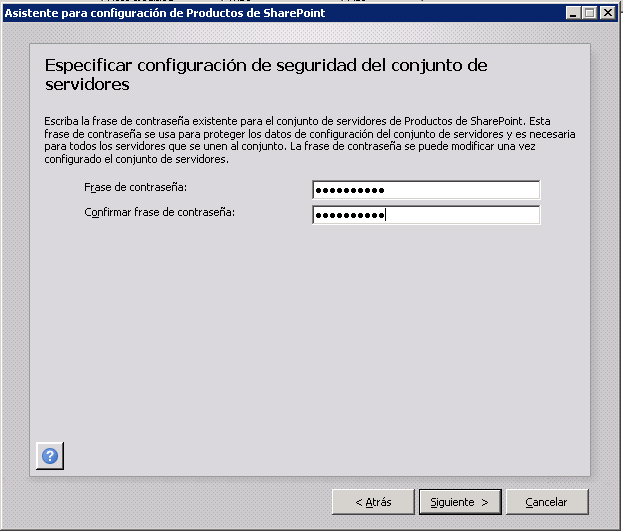 Asistente para configuración de Productos de SharePoint
Especificar configuración de seguridad del conjunto de
servidores
Escriba la frase de contraseña existente para el conjunto de servidores de Productos de SharePoint. Esta
frase de contraseña se usa para proteger los datos de configuración del conjunto de servidores y es necesaria
para todos los servidores que se unen al conjunto. La frase de contraseña se puede modificar una vez
configurado el conjunto de servidores.
Frase de contraseña: ●●●●●●●●●●
Confirmar frase de contraseña: ●●●●●●●●●●
?
< Atrás Siguiente > Cancelar